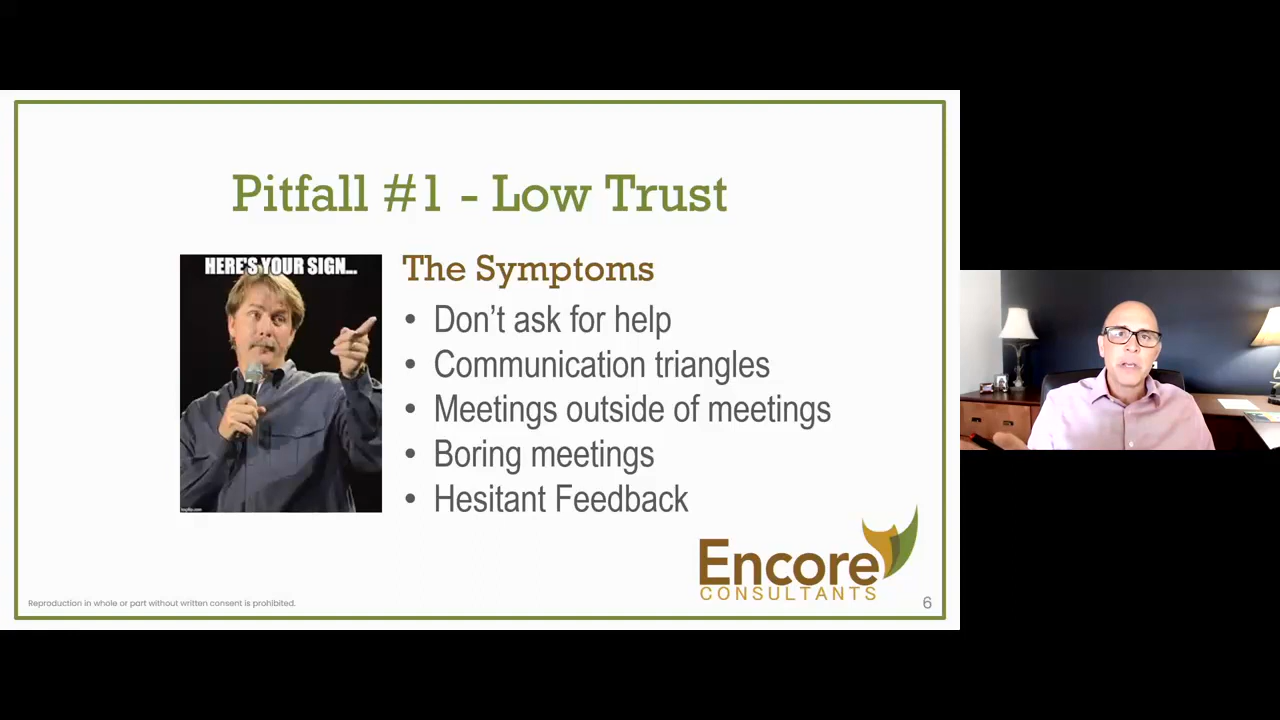 Pitfall #1 - Low Trust
HERE'S YOUR SIGN...
The Symptoms
• Don't ask for help
• Communication triangles
• Meetings outside of meetings
• Boring meetings
• Hesitant Feedback
Encore
CONSULTANTS
Reproduction in whole or part without written consent is prohibited.
6